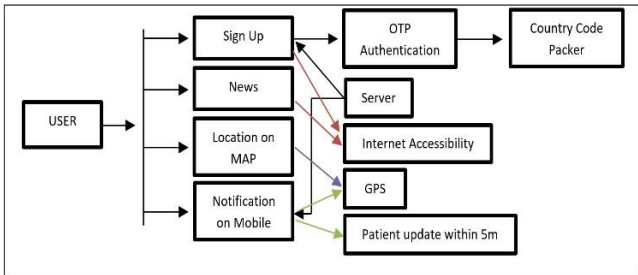 Sign Up
OTP
Authentication
Country Code
Packer
News
Server
USER
Internet Accessibility
Location on
MAP
GPS
Notification
on Mobile
Patient update within 5m